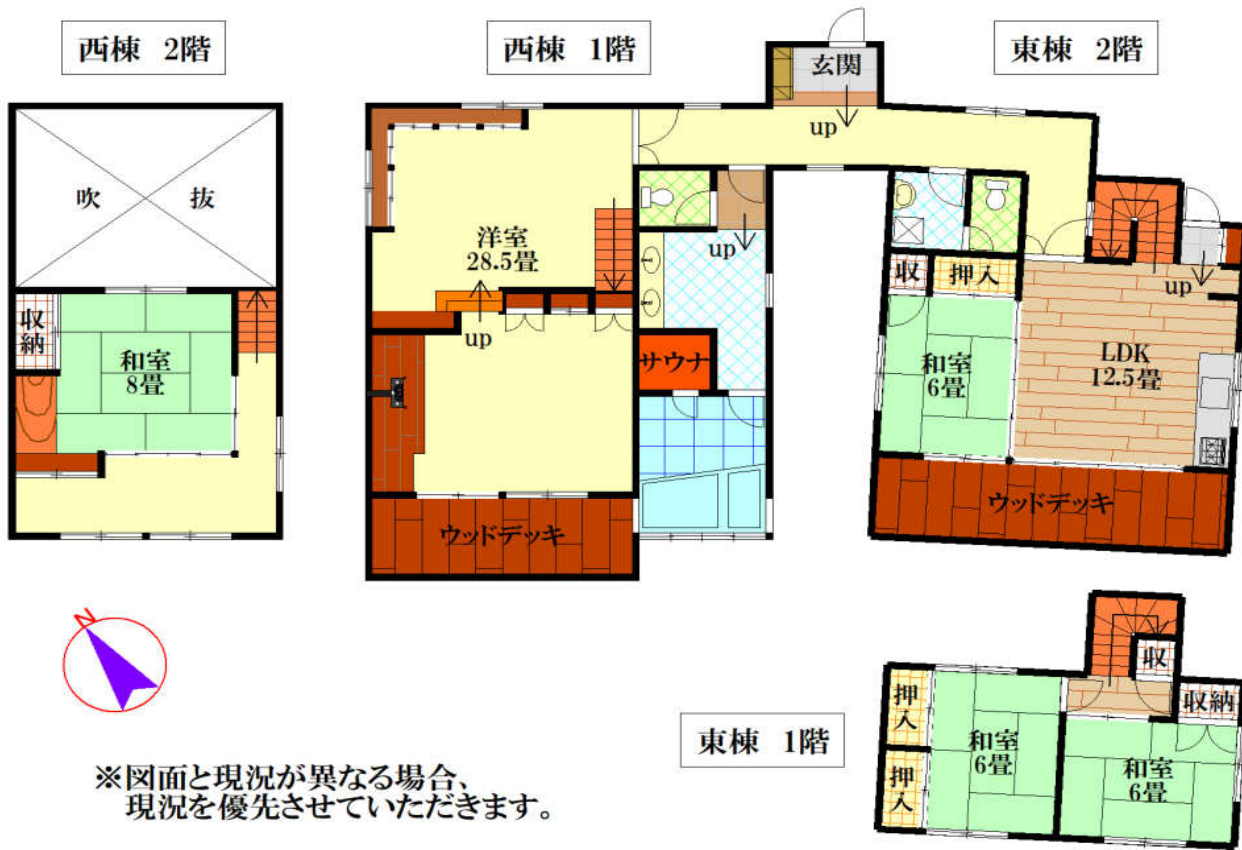 西棟 2階
吹 抜
収納
和室
8畳
西棟 1階
玄関
up
洋室
28.5畳
up
up
サウナ
ウッドデッキ
東棟 2階
収
押入
up
和室
6畳
LDK
12.5畳
ウッドデッキ
N
※図面と現況が異なる場合、
現況を優先させていただきます。
東棟 1階
収
収納
押入
押入
和室
6畳
和室
6畳